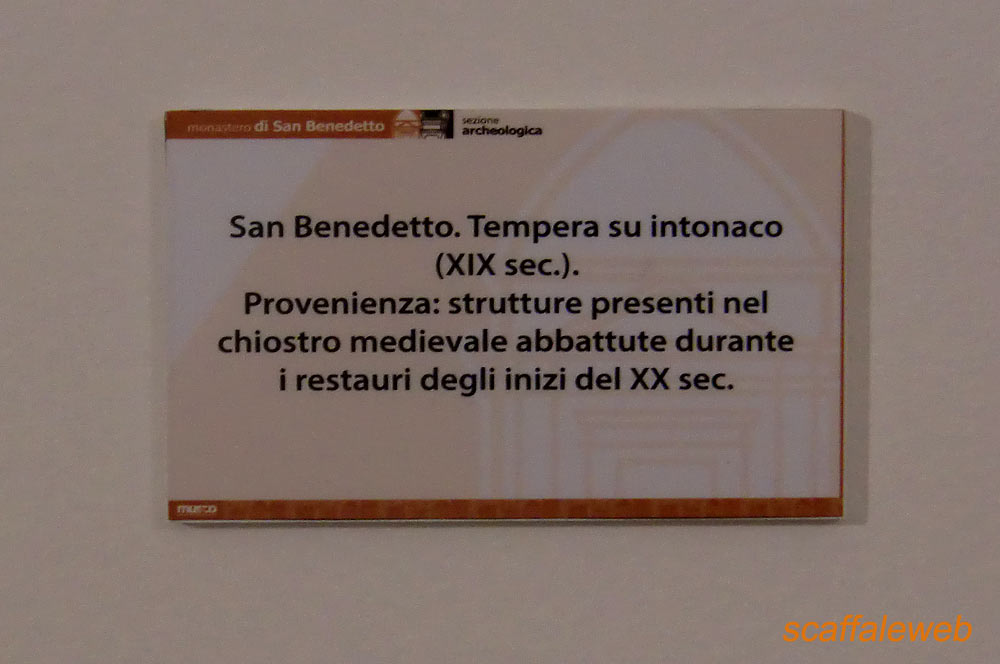 monastero di San Benedetto
sezione
archeologica
San Benedetto. Tempera su intonaco
(XIX sec.).
Provenienza: strutture presenti nel
chiostro medievale abbattute durante
i restauri degli inizi del XX sec.
scaffaleweb